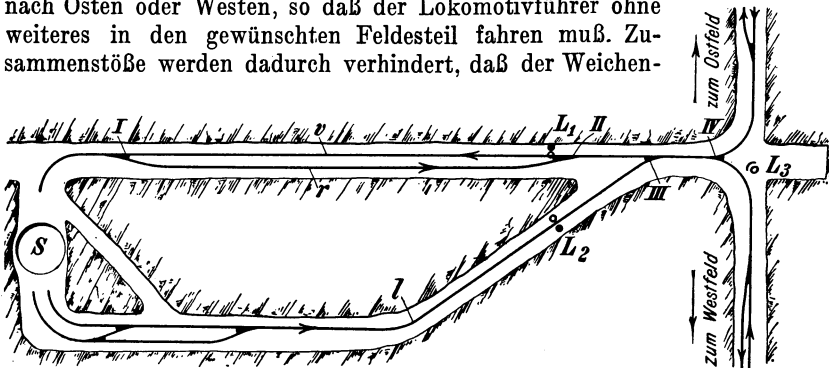 nach Osten oder Westen, so daß der Lokomotivführer ohne
weiteres in den gewünschten Feldesteil fahren muß. Zu-
sammenstöße werden dadurch verhindert, daß der Weichen-
zum Ostfeld
I
v
L1
II
IV
L3
r
III
S
L2
l
zum Westfeld